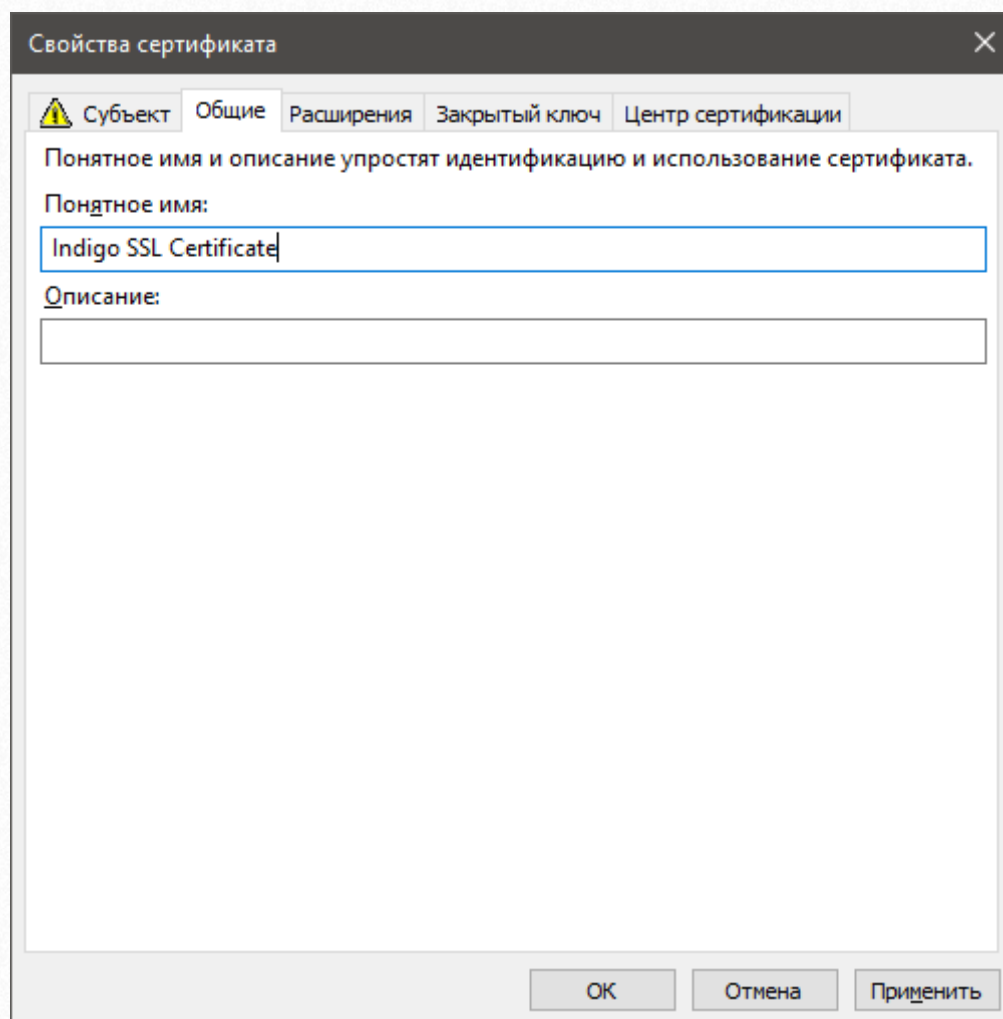 Свойства сертификата
Субъект Общие Расширения Закрытый ключ Центр сертификации
Понятное имя и описание упростят идентификацию и использование сертификата.
Понятное имя:
Indigo SSL Certificate
Описание:
ОК Отмена Применить